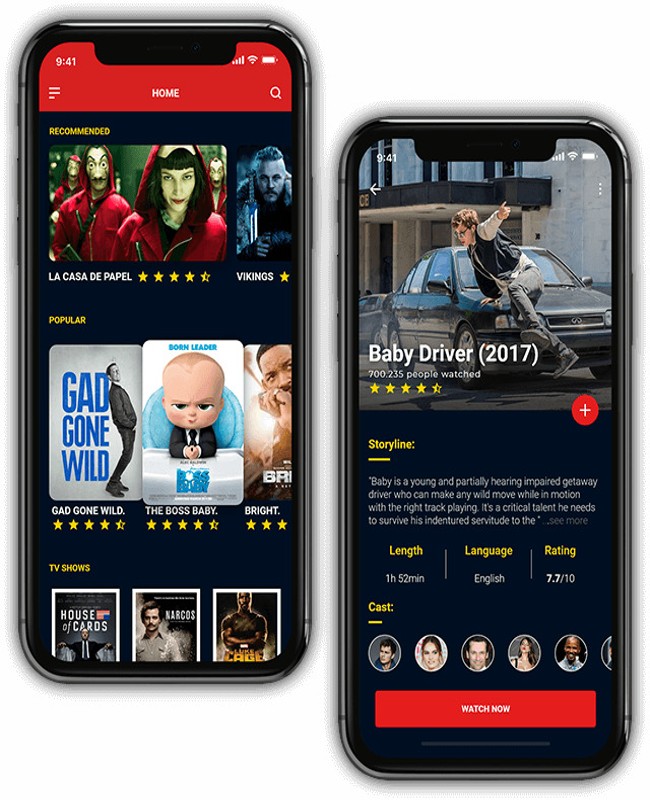 9:41
HOME
RECOMMENDED
LA CASA DE PAPEL
VIKINGS
POPULAR
GAD
GONE
WILD
BORN LEADER
THE
BOSS
BABY
BRI
GAD GONE WILD.
THE BOSS BABY.
BRIGHT.
TV SHOWS
HOUSE
of CARDS
NARCOS
LUKE
CAGE
9:41
Baby Driver (2017)
700.235 people watched
+
Storyline:
"Baby is a young and partially hearing impaired getaway
driver who can make any wild move while in motion
with the right track playing. It's a critical talent he needs
to survive his indentured servitude to the " ...see more
Length
Language
Rating
1h 52min
English
7.7/10
Cast:
WATCH NOW